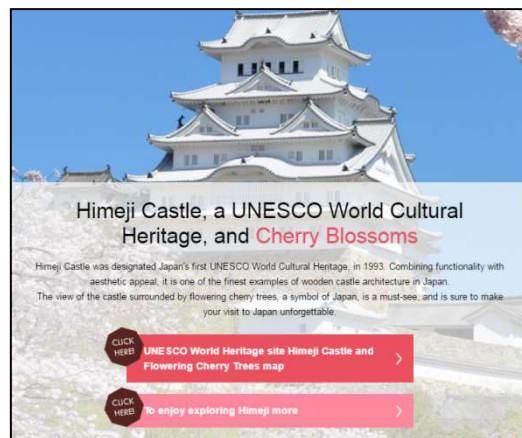 Himeji Castle, a UNESCO World Cultural
Heritage, and Cherry Blossoms
Himeji Castle was designated Japan's first UNESCO World Cultural Heritage, in 1993. Combining functionality with
aesthetic appeal, it is one of the finest examples of wooden castle architecture in Japan.
The view of the castle surrounded by flowering cherry trees, a symbol of Japan, is a must-see, and is sure to make
your visit to Japan unforgettable.
CLICK
HERE!
UNESCO World Heritage site Himeji Castle and
Flowering Cherry Trees map
CLICK
HERE!
To enjoy exploring Himeji more